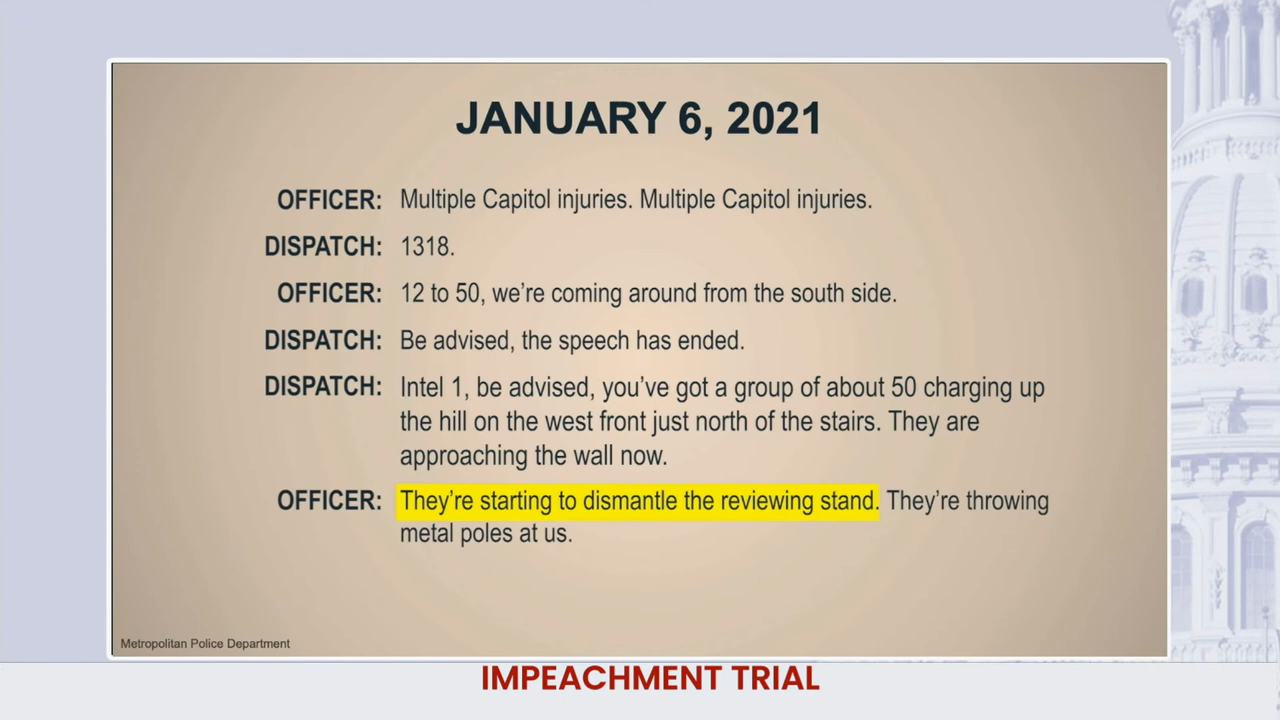 JANUARY 6, 2021
OFFICER: Multiple Capitol injuries. Multiple Capitol injuries.
DISPATCH: 1318.
OFFICER: 12 to 50, we’re coming around from the south side.
DISPATCH: Be advised, the speech has ended.
DISPATCH: Intel 1, be advised, you’ve got a group of about 50 charging up
the hill on the west front just north of the stairs. They are
approaching the wall now.
OFFICER: They’re starting to dismantle the reviewing stand. They’re throwing
metal poles at us.
Metropolitan Police Department
IMPEACHMENT TRIAL